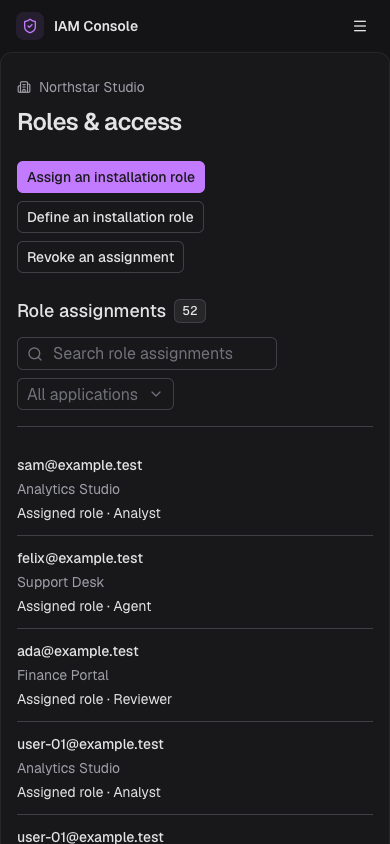 IAM Console
Northstar Studio
Roles & access
Assign an installation role
Define an installation role
Revoke an assignment
Role assignments 52
Search role assignments
All applications
sam@example.test
Analytics Studio
Assigned role · Analyst
felix@example.test
Support Desk
Assigned role · Agent
ada@example.test
Finance Portal
Assigned role · Reviewer
user-01@example.test
Analytics Studio
Assigned role · Analyst
user-01@example.test